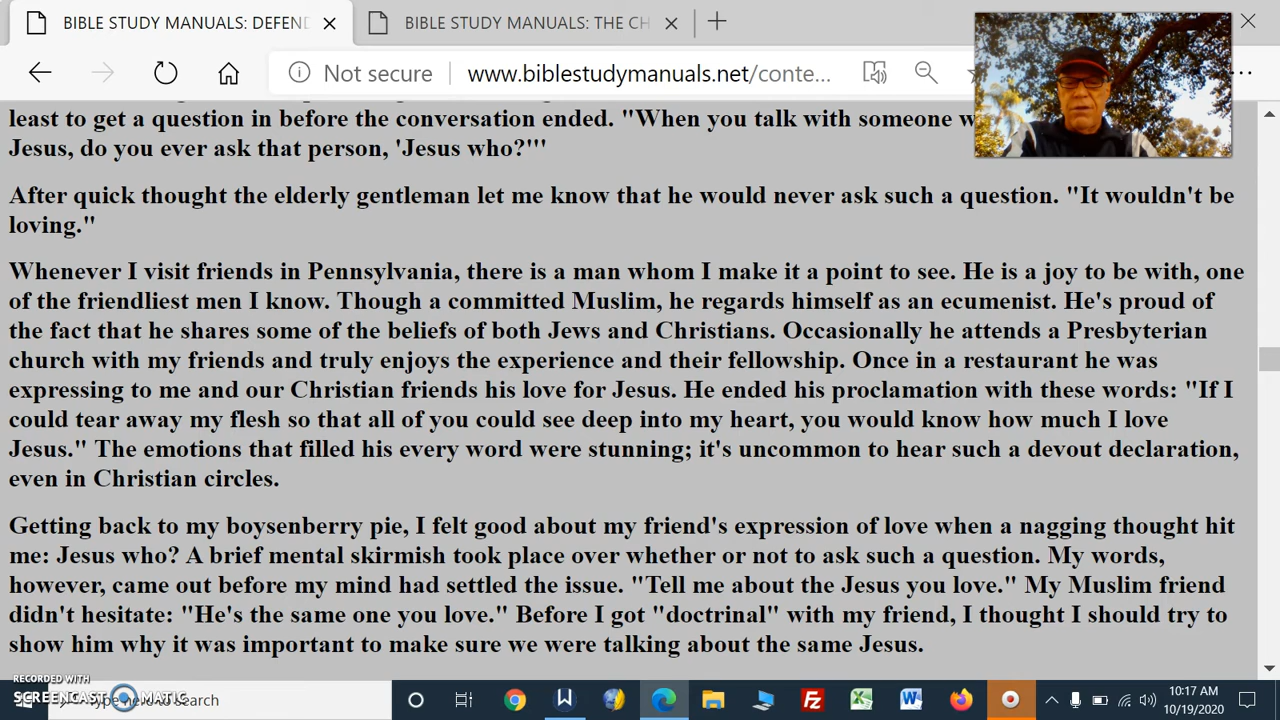 BIBLE STUDY MANUALS: DEFEND
BIBLE STUDY MANUALS: THE CH
Not secure
www.biblestudymanuals.net/conte...
least to get a question in before the conversation ended. "When you talk with someone
Jesus, do you ever ask that person, 'Jesus who?'"
After quick thought the elderly gentleman let me know that he would never ask such a question. "It wouldn't be
loving."
Whenever I visit friends in Pennsylvania, there is a man whom I make it a point to see. He is a joy to be with, one
of the friendliest men I know. Though a committed Muslim, he regards himself as an ecumenist. He's proud of
the fact that he shares some of the beliefs of both Jews and Christians. Occasionally he attends a Presbyterian
church with my friends and truly enjoys the experience and their fellowship. Once in a restaurant he was
expressing to me and our Christian friends his love for Jesus. He ended his proclamation with these words: "If I
could tear away my flesh so that all of you could see deep into my heart, you would know how much I love
Jesus." The emotions that filled his every word were stunning; it's uncommon to hear such a devout declaration,
even in Christian circles.
Getting back to my boysenberry pie, I felt good about my friend's expression of love when a nagging thought hit
me: Jesus who? A brief mental skirmish took place over whether or not to ask such a question. My words,
however, came out before my mind had settled the issue. "Tell me about the Jesus you love." My Muslim friend
didn't hesitate: "He's the same one you love." Before I got "doctrinal" with my friend, I thought I should try to
show him why it was important to make sure we were talking about the same Jesus.
RECORDED WITH
SCREENCAST MATIC
Type here to search
10:17 AM
10/19/2020